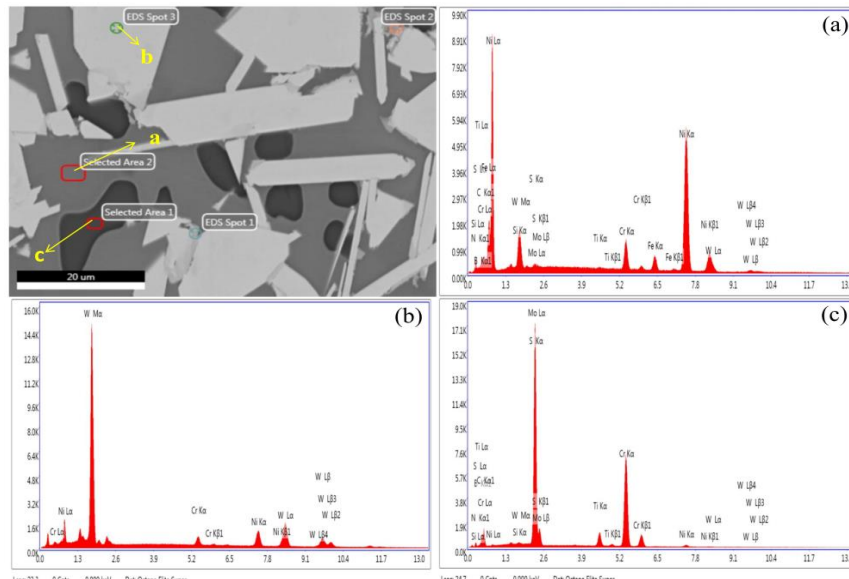 EDS Spot 3
EDS Spot 2
b
a
Selected Area 2
Selected Area 1
EDS Spot 1
c
20 um
(a)
9.90K
8.91K
7.92K
6.93K
5.94K
4.95K
3.96K
2.97K
1.98K
0.99K
0.00K
Ni Lα
Ti Lα
Fe Lα
C Kα1
Cr Lα
Si Lα
N Kα1
B Kα1
S Kα
W Mα
S Kβ1
Si Kα
Mo Lβ
Mo Lα
Ti Kα
Ti Kβ1
Cr Kβ1
Cr Kα
Fe Kα
Fe Kβ1
Ni Kα
Ni Kβ1
W Lα
W Lβ4
W Lβ3
W Lβ2
W Lβ
0.0 1.3 2.6 3.9 5.2 6.5 7.8 9.1 10.4 11.7 13.
(b)
16.0K
14.4K
12.8K
11.2K
9.6K
8.0K
6.4K
4.8K
3.2K
1.6K
0.0K
W Mα
Ni Lα
Cr Lα
Cr Kα
Cr Kβ1
Ni Kα
W Lα
Ni Kβ1
W Lβ
W Lβ3
W Lβ2
W Lβ4
0.0 1.3 2.6 3.9 5.2 6.5 7.8 9.1 10.4 11.7 13.0
(c)
19.0K
17.1K
15.2K
13.3K
11.4K
9.5K
7.6K
5.7K
3.8K
1.9K
0.0K
Mo Lα
S Kα
Ti Lα
S Lα
C Kα1
Cr Lα
N Kα1
Si Lα
Ni Lα
W Mα
Si Kα
S Kβ1
Mo Lβ
Ti Kα
Ti Kβ1
Cr Kα
Cr Kβ1
Ni Kα
Ni Kβ1
W Lα
W Lβ4
W Lβ3
W Lβ2
W Lβ
0.0 1.3 2.6 3.9 5.2 6.5 7.8 9.1 10.4 11.7 13.